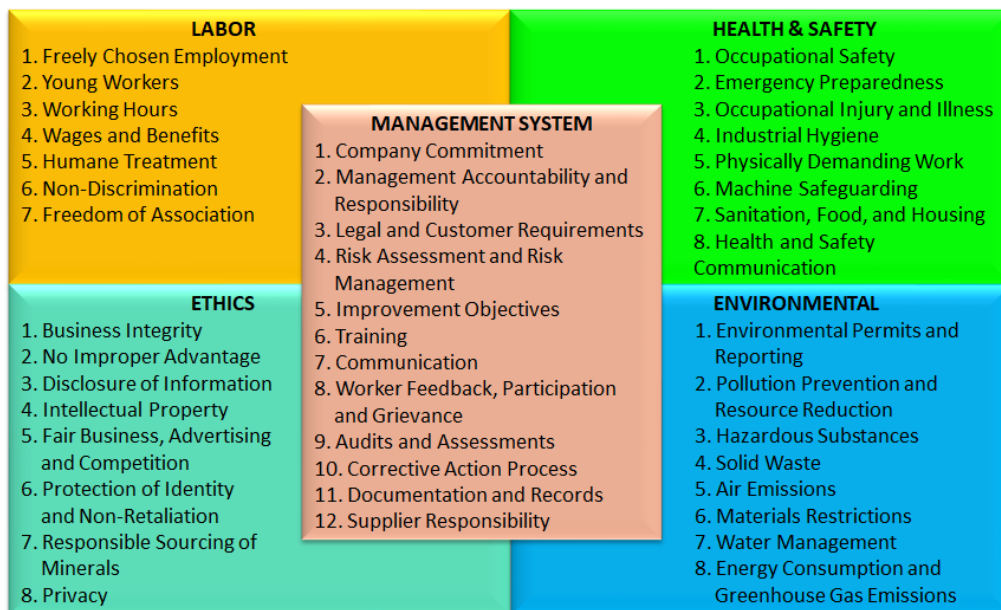 LABOR
1. Freely Chosen Employment
2. Young Workers
3. Working Hours
4. Wages and Benefits
5. Humane Treatment
6. Non-Discrimination
7. Freedom of Association
HEALTH & SAFETY
1. Occupational Safety
2. Emergency Preparedness
3. Occupational Injury and Illness
4. Industrial Hygiene
5. Physically Demanding Work
6. Machine Safeguarding
7. Sanitation, Food, and Housing
8. Health and Safety
Communication
MANAGEMENT SYSTEM
1. Company Commitment
2. Management Accountability and
Responsibility
3. Legal and Customer Requirements
4. Risk Assessment and Risk
Management
5. Improvement Objectives
6. Training
7. Communication
8. Worker Feedback, Participation
and Grievance
9. Audits and Assessments
10. Corrective Action Process
11. Documentation and Records
12. Supplier Responsibility
ETHICS
1. Business Integrity
2. No Improper Advantage
3. Disclosure of Information
4. Intellectual Property
5. Fair Business, Advertising
and Competition
6. Protection of Identity
and Non-Retaliation
7. Responsible Sourcing of
Minerals
8. Privacy
ENVIRONMENTAL
1. Environmental Permits and
Reporting
2. Pollution Prevention and
Resource Reduction
3. Hazardous Substances
4. Solid Waste
5. Air Emissions
6. Materials Restrictions
7. Water Management
8. Energy Consumption and
Greenhouse Gas Emissions